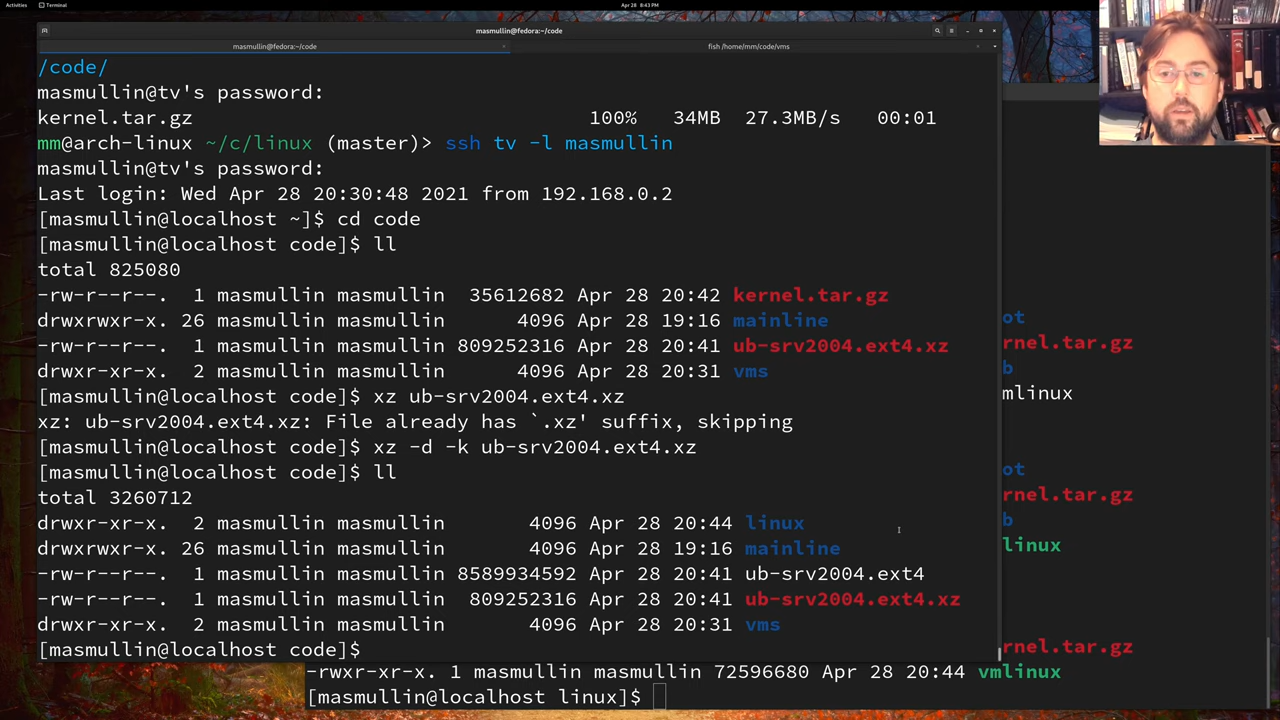 Activities
Terminal
Apr 28 8:43 PM
masmullin@fedora:~/code
masmullin@fedora:~/code
fish /home/mm/code/vms
/code/
masmullin@tv's password:
kernel.tar.gz 100% 34MB 27.3MB/s 00:01
mm@arch-linux ~/c/linux (master)> ssh tv -l masmullin
masmullin@tv's password:
Last login: Wed Apr 28 20:30:48 2021 from 192.168.0.2
[masmullin@localhost ~]$ cd code
[masmullin@localhost code]$ ll
total 825080
-rw-r--r--. 1 masmullin masmullin 35612682 Apr 28 20:42 kernel.tar.gz
drwxrwxr-x. 26 masmullin masmullin 4096 Apr 28 19:16 mainline
-rw-r--r--. 1 masmullin masmullin 809252316 Apr 28 20:41 ub-srv2004.ext4.xz
drwxr-xr-x. 2 masmullin masmullin 4096 Apr 28 20:31 vms
[masmullin@localhost code]$ xz ub-srv2004.ext4.xz
xz: ub-srv2004.ext4.xz: File already has `.xz' suffix, skipping
[masmullin@localhost code]$ xz -d -k ub-srv2004.ext4.xz
[masmullin@localhost code]$ ll
total 3260712
drwxr-xr-x. 2 masmullin masmullin 4096 Apr 28 20:44 linux
drwxrwxr-x. 26 masmullin masmullin 4096 Apr 28 19:16 mainline
-rw-r--r--. 1 masmullin masmullin 8589934592 Apr 28 20:41 ub-srv2004.ext4
-rw-r--r--. 1 masmullin masmullin 809252316 Apr 28 20:41 ub-srv2004.ext4.xz
drwxr-xr-x. 2 masmullin masmullin 4096 Apr 28 20:31 vms
[masmullin@localhost code]$
ot
rnel.tar.gz
b
mlinux
ot
rnel.tar.gz
b
linux
rnel.tar.gz
-rwxr-xr-x. 1 masmullin masmullin 72596680 Apr 28 20:44 vmlinux
[masmullin@localhost linux]$